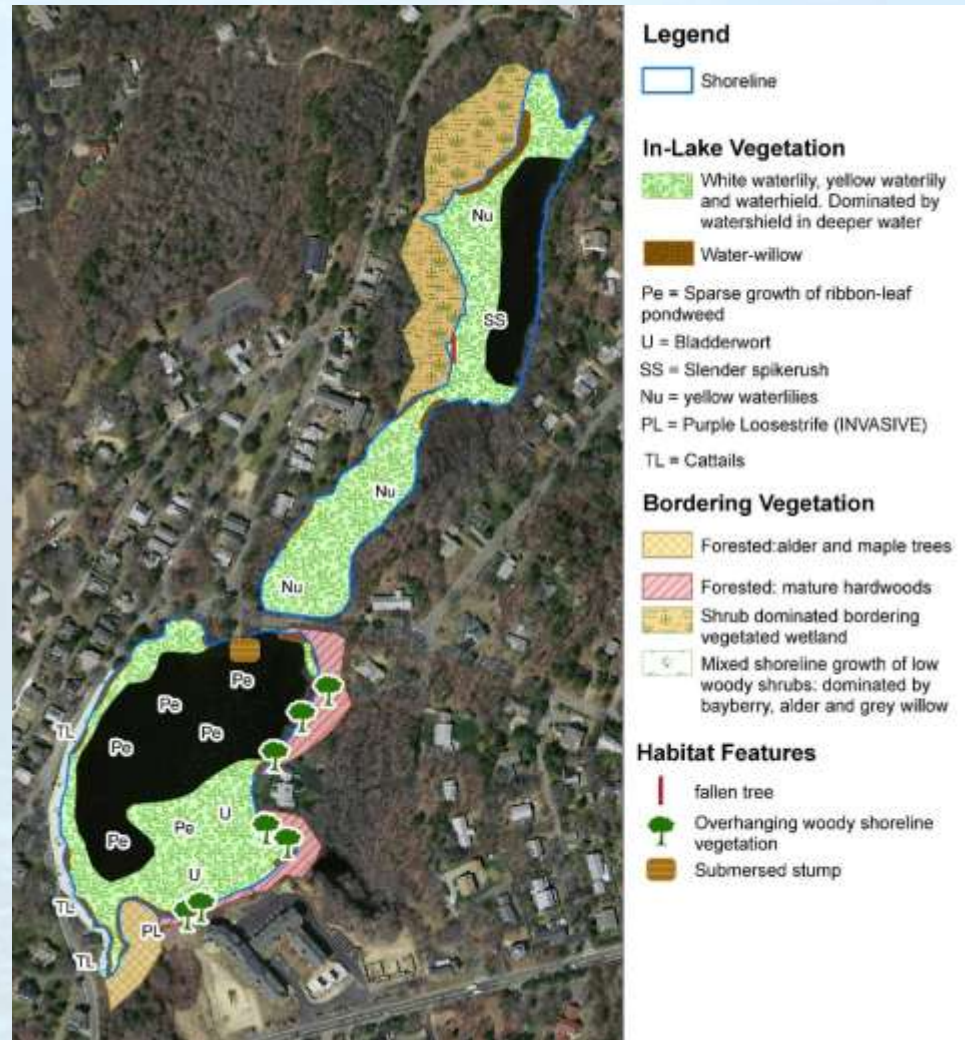 Legend
Shoreline
In-Lake Vegetation
White waterlily, yellow waterlily
and waterhield. Dominated by
watershield in deeper water
Water-willow
Pe = Sparse growth of ribbon-leaf
pondweed
U = Bladderwort
SS = Slender spikerush
Nu = yellow waterlilies
PL = Purple Loosestrife (INVASIVE)
TL = Cattails
Bordering Vegetation
Forested:alder and maple trees
Forested: mature hardwoods
Shrub dominated bordering
vegetated wetland
Mixed shoreline growth of low
woody shrubs: dominated by
bayberry, alder and grey willow
Habitat Features
fallen tree
Overhanging woody shoreline
vegetation
Submersed stump
Nu
SS
Nu
Nu
Pe
Pe
Pe
TL
Pe
U
Pe
Pe
U
TL
PL
TL